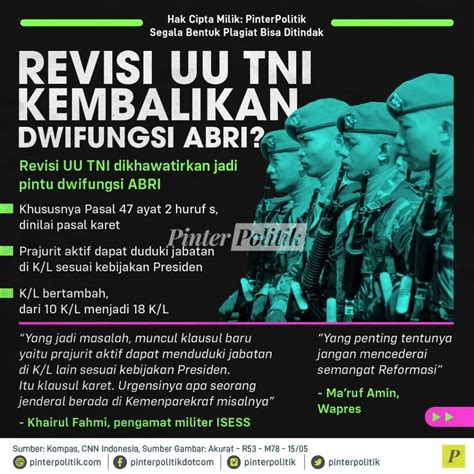 Hak Cipta Milik: PinterPolitik
Segala Bentuk Plagiat Bisa Ditindak
REVISI UU TNI
KEMBALIKAN
DWIFUNGSI ABRI?
Revisi UU TNI dikhawatirkan jadi
pintu dwifungsi ABRI
Khususnya Pasal 47 ayat 2 huruf s,
dinilai pasal karet
Prajurit aktif dapat duduki jabatan
di K/L sesuai kebijakan Presiden
K/L bertambah,
dari 10 K/L menjadi 18 K/L
Pinter Politik
"Yang jadi masalah, muncul klausul baru
yaitu prajurit aktif dapat menduduki jabatan
di K/L lain sesuai kebijakan Presiden.
Itu klausul karet. Urgensinya apa seorang
jenderal berada di Kemenparekraf misalnya"
- Khairul Fahmi, pengamat militer ISESS
"Yang penting tentunya
jangan mencederai
semangat Reformasi"
- Ma'ruf Amin,
Wapres
Sumber: Kompas, CNN Indonesia, Sumber Gambar: Akurat - R53 - M78 - 15/05
pinterpolitik.com
pinterpolitikdotcom
pinterpolitik
pinterpolitik
P